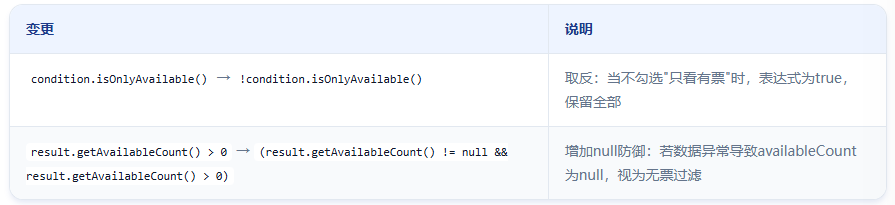 变更 说明
condition.isOnlyAvailable() → !condition.isOnlyAvailable() 取反：当不勾选"只看有票"时，表达式为true，
保留全部
result.getAvailableCount() > 0 → (result.getAvailableCount() != null &&
result.getAvailableCount() > 0)
增加null防御：若数据异常导致availableCount
为null，视为无票过滤